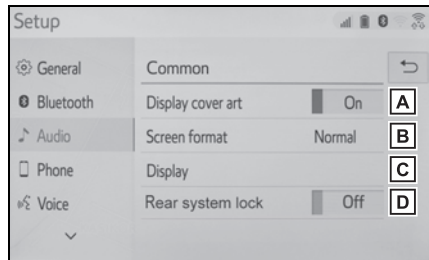 Setup
General
Bluetooth
Audio
Phone
Voice
Common
Display cover art On A
Screen format Normal B
Display C
Rear system lock Off D